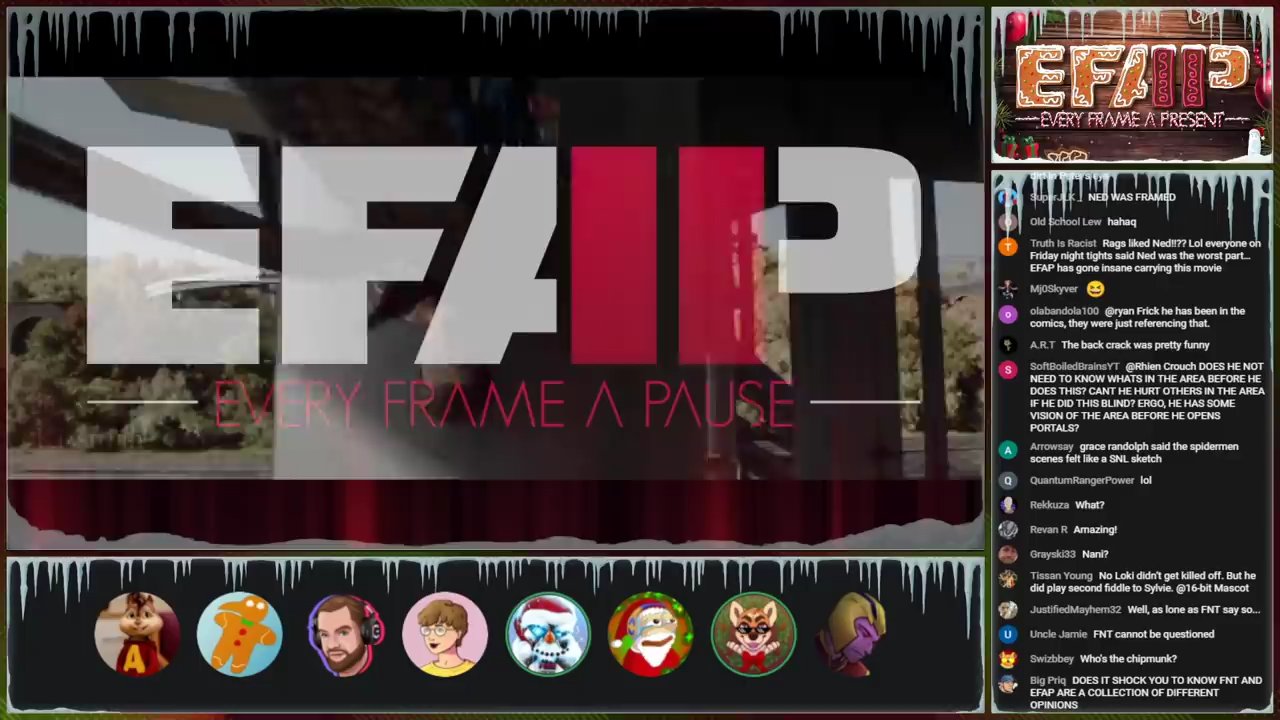 EFAP
EVERY FRAME A PAUSE
EFAP
EVERY FRAME A PRESENT
dirt in Peter's eye
SuperJLK_ NED WAS FRAMED
Old School Lew hahaq
Truth Is Racist Rags liked Ned!!?? Lol everyone on
Friday night tights said Ned was the worst part...
EFAP has gone insane carrying this movie
Mj0Skyver 😆
olabandola100 @ryan Frick he has been in the
comics, they were just referencing that.
A.R.T The back crack was pretty funny
SoftBoiledBrainsYT @Rhien Crouch DOES HE NOT
NEED TO KNOW WHATS IN THE AREA BEFORE HE
DOES THIS? CANT HE HURT OTHERS IN THE AREA
IF HE DID THIS BLIND? ERGO, HE HAS SOME
VISION OF THE AREA BEFORE HE OPENS
PORTALS?
Arrowsay grace randolph said the spidermen
scenes felt like a SNL sketch
QuantumRangerPower lol
Rekkuza What?
Revan R Amazing!
Grayski33 Nani?
Tissan Young No Loki didn't get killed off. But he
did play second fiddle to Sylvie. @16-bit Mascot
JustifiedMayhem32 Well, as lone as FNT say so...
Uncle Jamie FNT cannot be questioned
Swizbbey Who's the chipmunk?
Big Priq DOES IT SHOCK YOU TO KNOW FNT AND
EFAP ARE A COLLECTION OF DIFFERENT
OPINIONS
A